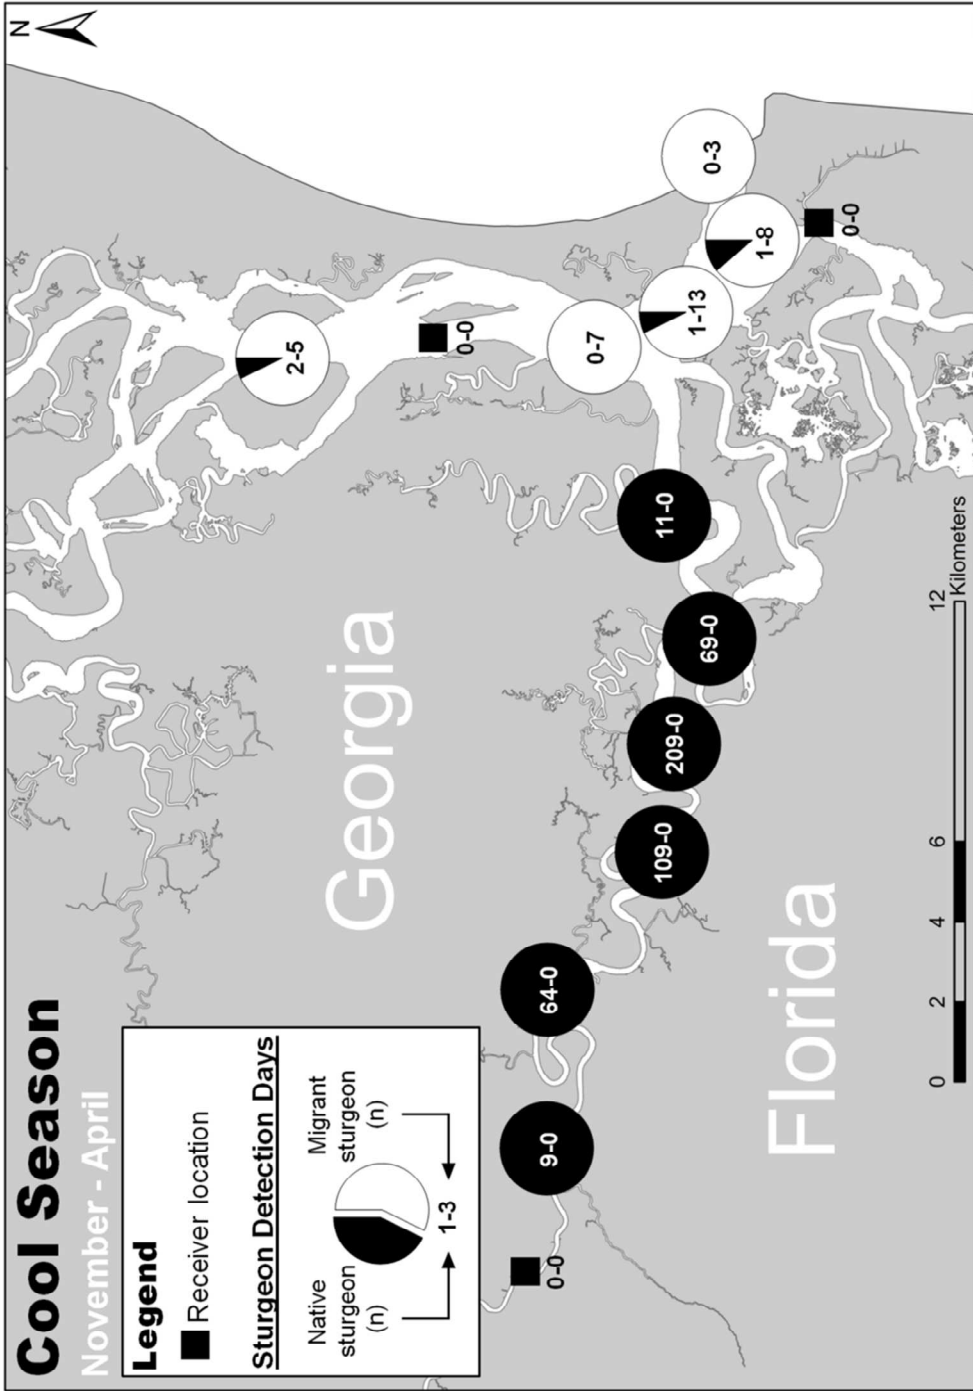 Cool Season
November - April
N
Legend
Receiver location
Sturgeon Detection Days
Native
sturgeon
(n)
Migrant
sturgeon
(n)
1-3
Georgia
Florida
2-5
0-0
0-7
1-13
1-8
0-3
0-0
11-0
69-0
209-0
109-0
64-0
9-0
0-0
0 2 4 6 12
Kilometers